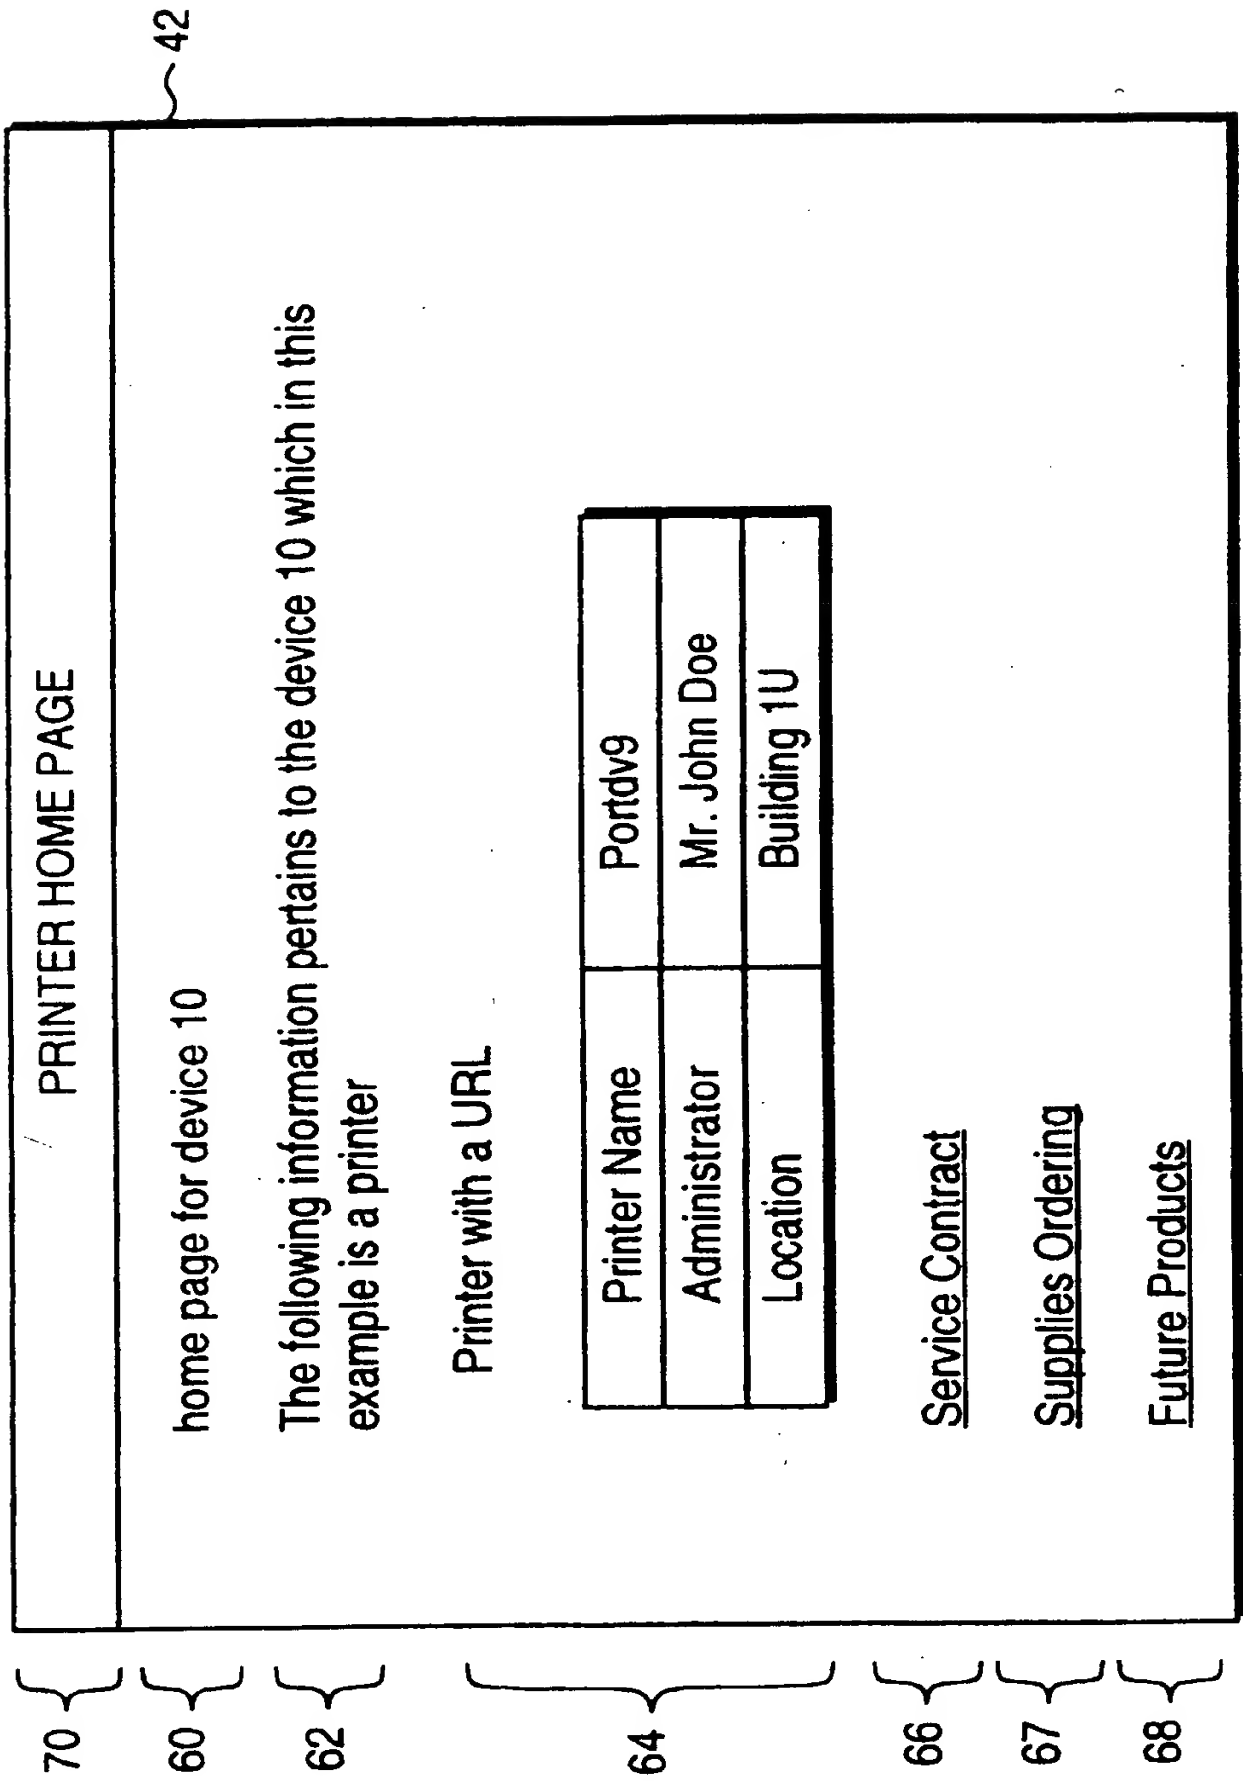 42
70 PRINTER HOME PAGE
60 home page for device 10
62 The following information pertains to the device 10 which in this
example is a printer
64 Printer with a URL
Printer Name Portdv9
Administrator Mr. John Doe
Location Building 1U
66 Service Contract
67 Supplies Ordering
68 Future Products